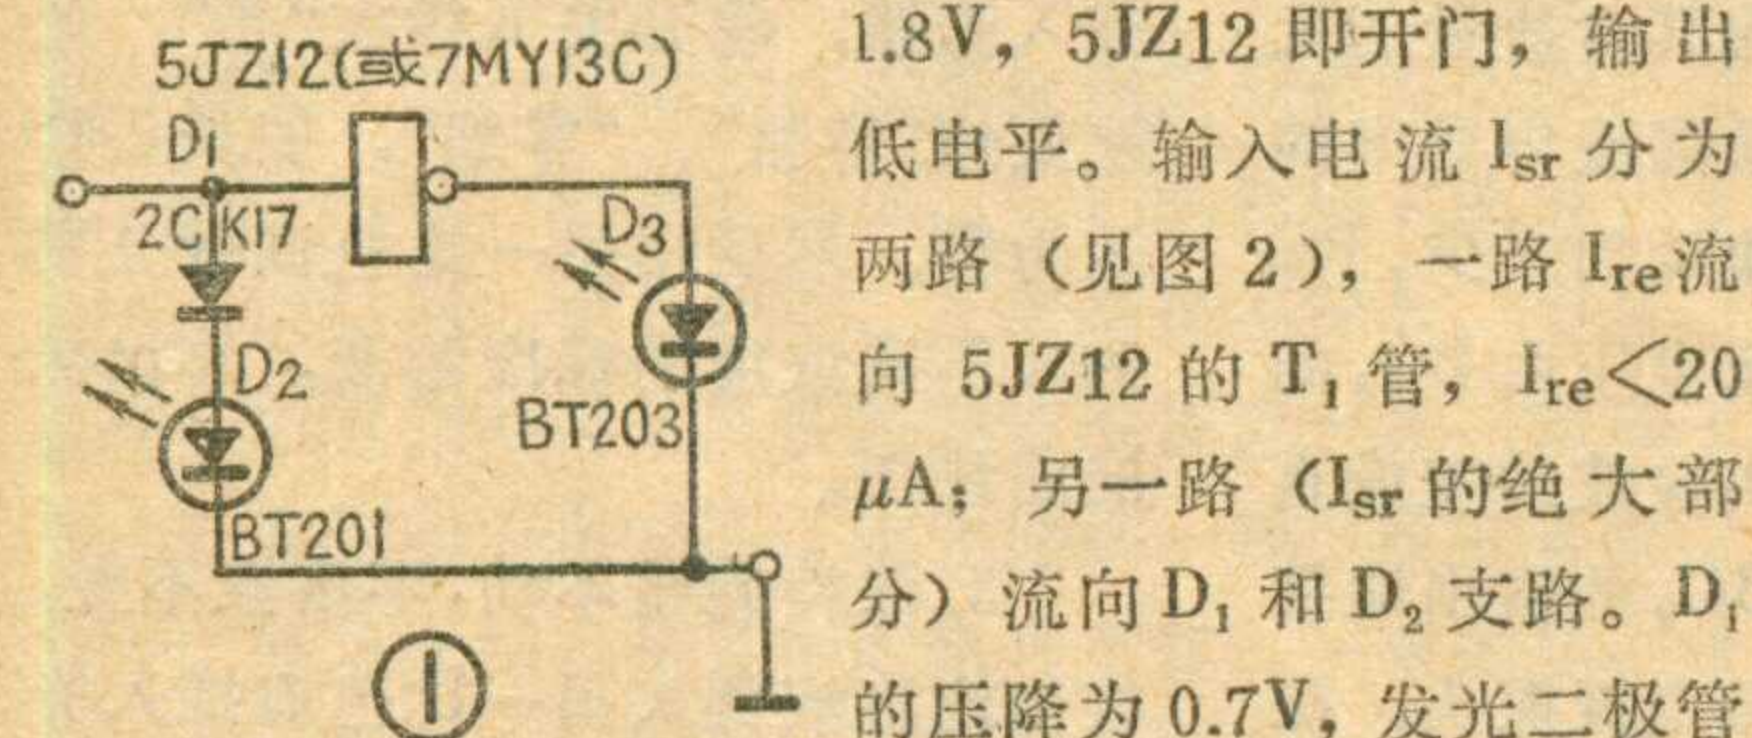 5JZ12(或7MY13C)
D1
2CK17
D3
D2
BT203
BT201
①
1.8V，5JZ12 即开门，输出
低电平。输入电流 Isr 分为
两路（见图 2），一路 Ire流
向 5JZ12 的 T₁ 管，Ire<20
μA；另一路（Isr 的绝大部
分）流向 D₁ 和 D₂ 支路。D₁
的压降为 0.7V，发光二极管